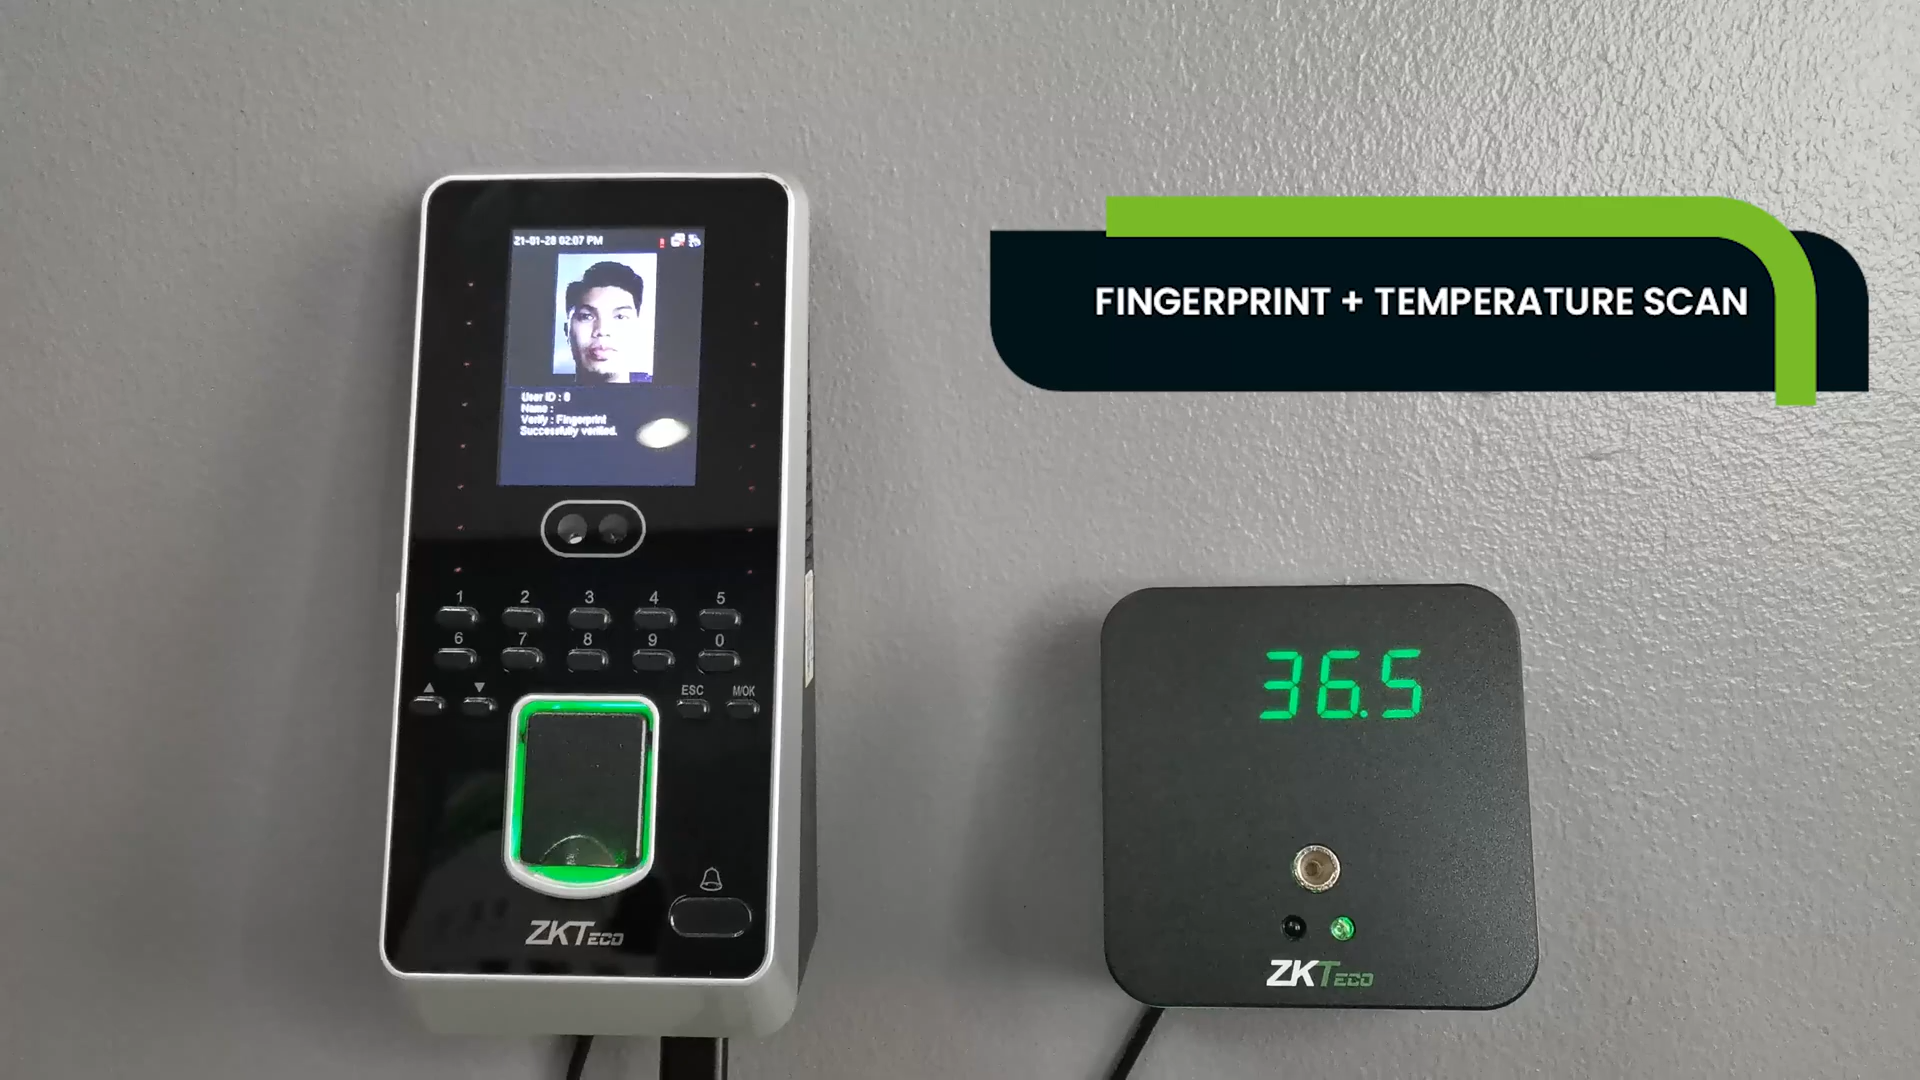 21-01-28 02:07 PM
User ID : 8
Name :
Verify : Fingerprint
Successfully verified.
1 2 3 4 5
6 7 8 9 0
ESC M/OK
ZKTECO
FINGERPRINT + TEMPERATURE SCAN
36.5
ZKTECO